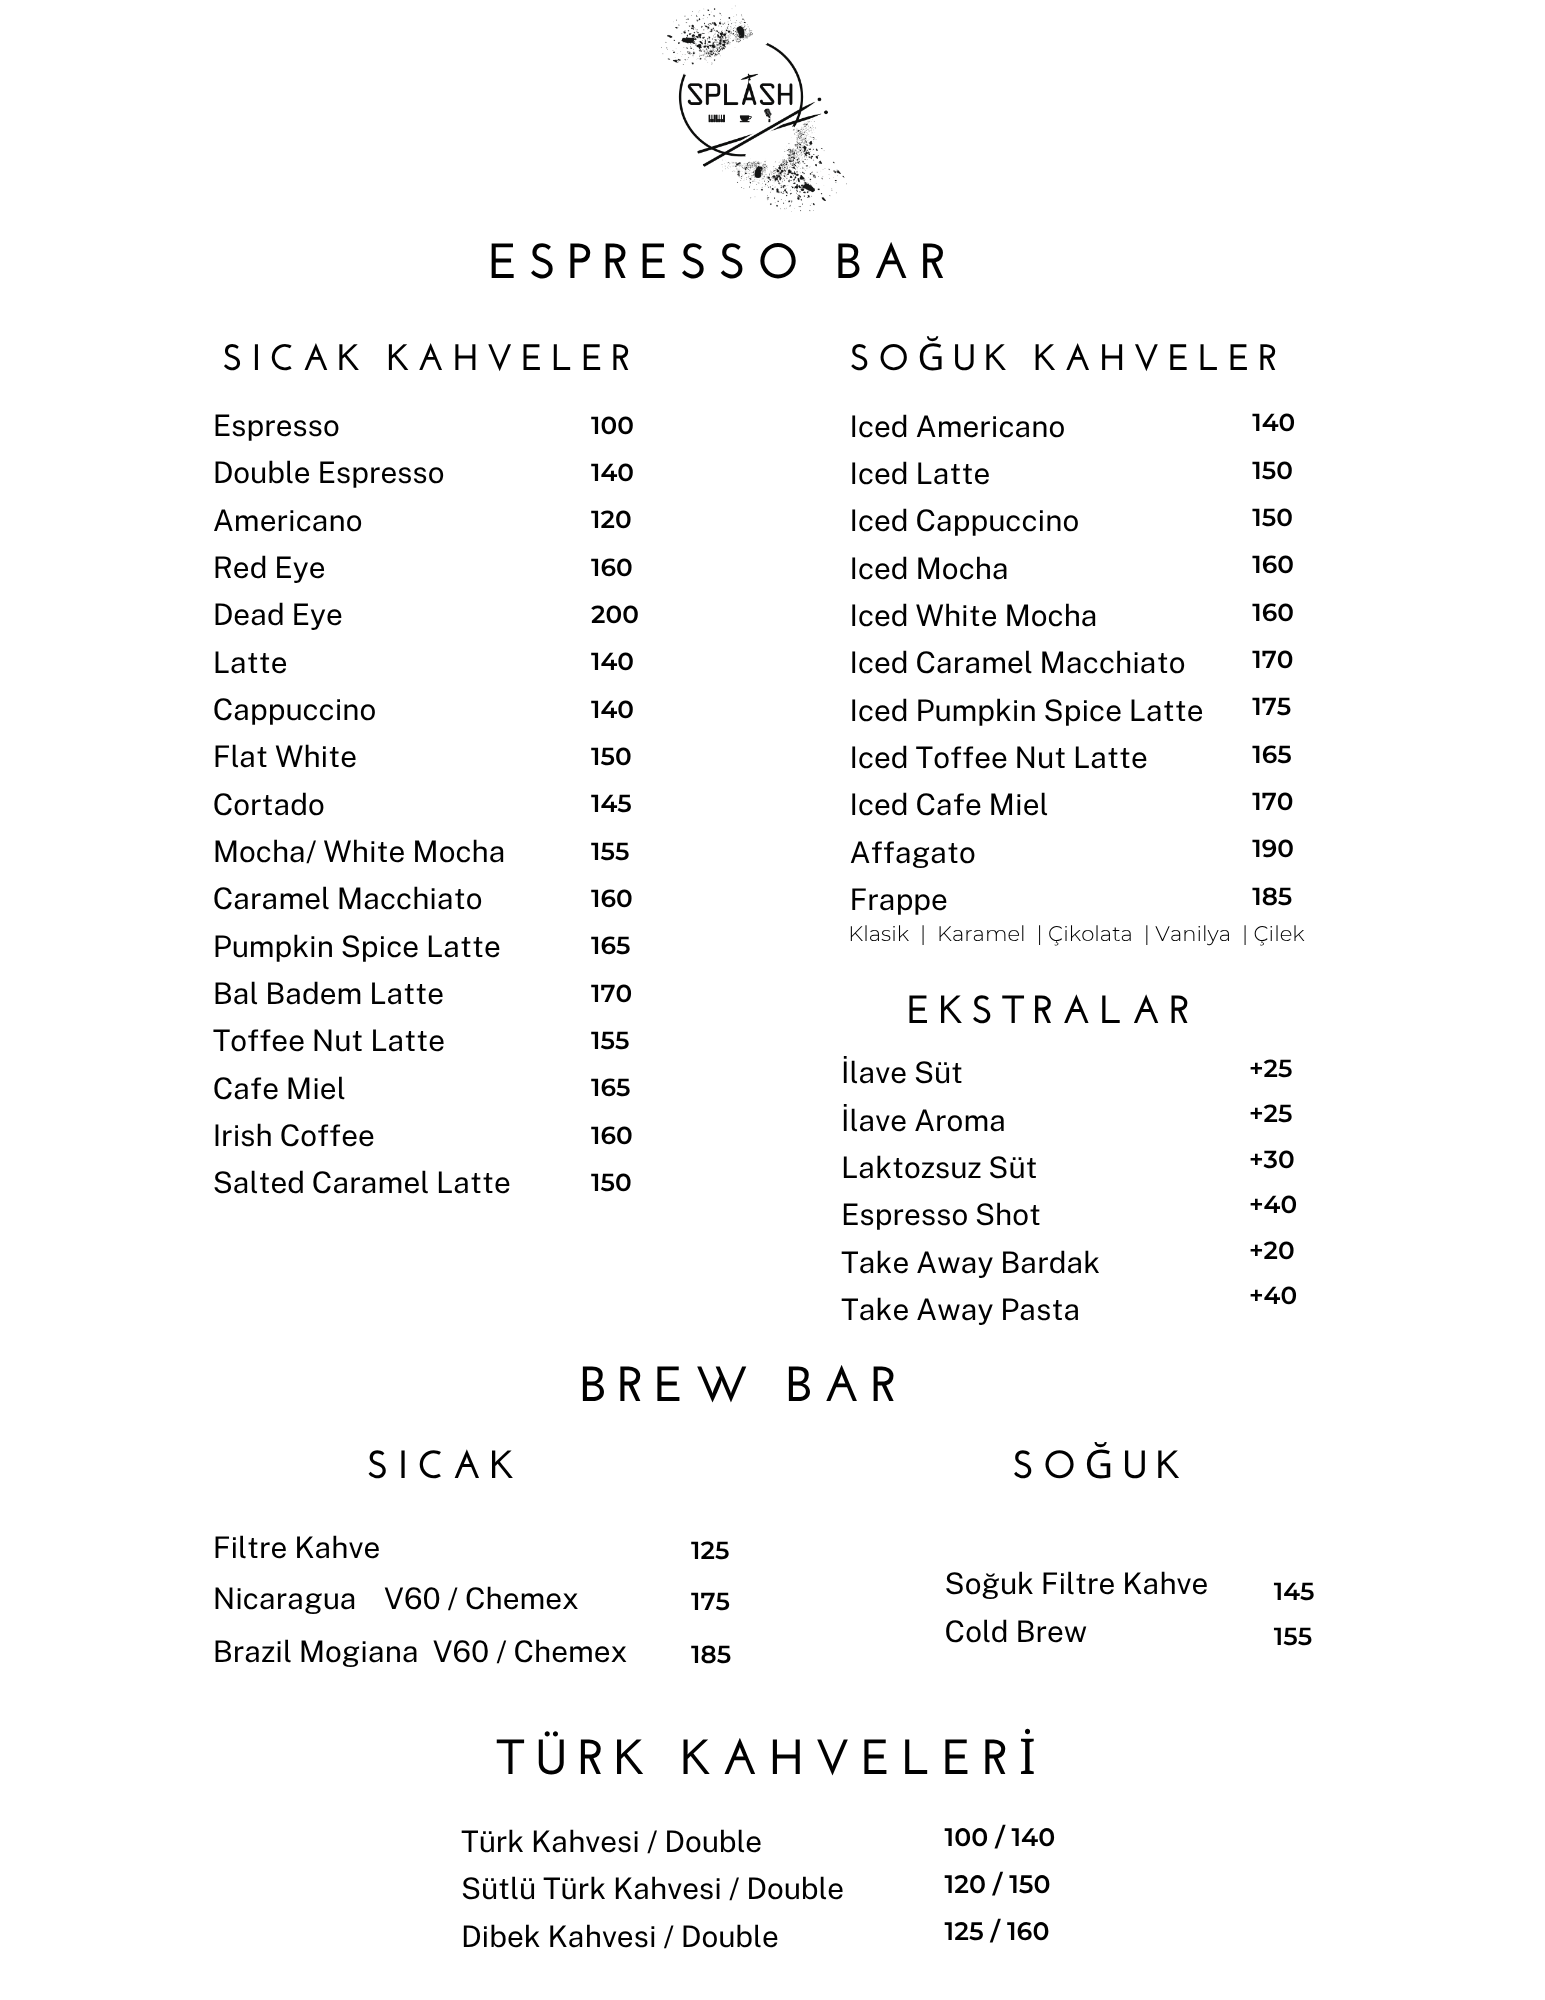 SPLASH
ESPRESSO BAR
SICAK KAHVELER
Espresso 100
Double Espresso 140
Americano 120
Red Eye 160
Dead Eye 200
Latte 140
Cappuccino 140
Flat White 150
Cortado 145
Mocha/ White Mocha 155
Caramel Macchiato 160
Pumpkin Spice Latte 165
Bal Badem Latte 170
Toffee Nut Latte 155
Cafe Miel 165
Irish Coffee 160
Salted Caramel Latte 150
SOĞUK KAHVELER
Iced Americano 140
Iced Latte 150
Iced Cappuccino 150
Iced Mocha 160
Iced White Mocha 160
Iced Caramel Macchiato 170
Iced Pumpkin Spice Latte 175
Iced Toffee Nut Latte 165
Iced Cafe Miel 170
Affagato 190
Frappe 185
Klasik | Karamel | Çikolata | Vanilya | Çilek
EKSTRALAR
İlave Süt +25
İlave Aroma +25
Laktozsuz Süt +30
Espresso Shot +40
Take Away Bardak +20
Take Away Pasta +40
BREW BAR
SICAK
Filtre Kahve 125
Nicaragua V60 / Chemex 175
Brazil Mogiana V60 / Chemex 185
SOĞUK
Soğuk Filtre Kahve 145
Cold Brew 155
TÜRK KAHVELERİ
Türk Kahvesi / Double 100 / 140
Sütlü Türk Kahvesi / Double 120 / 150
Dibek Kahvesi / Double 125 / 160